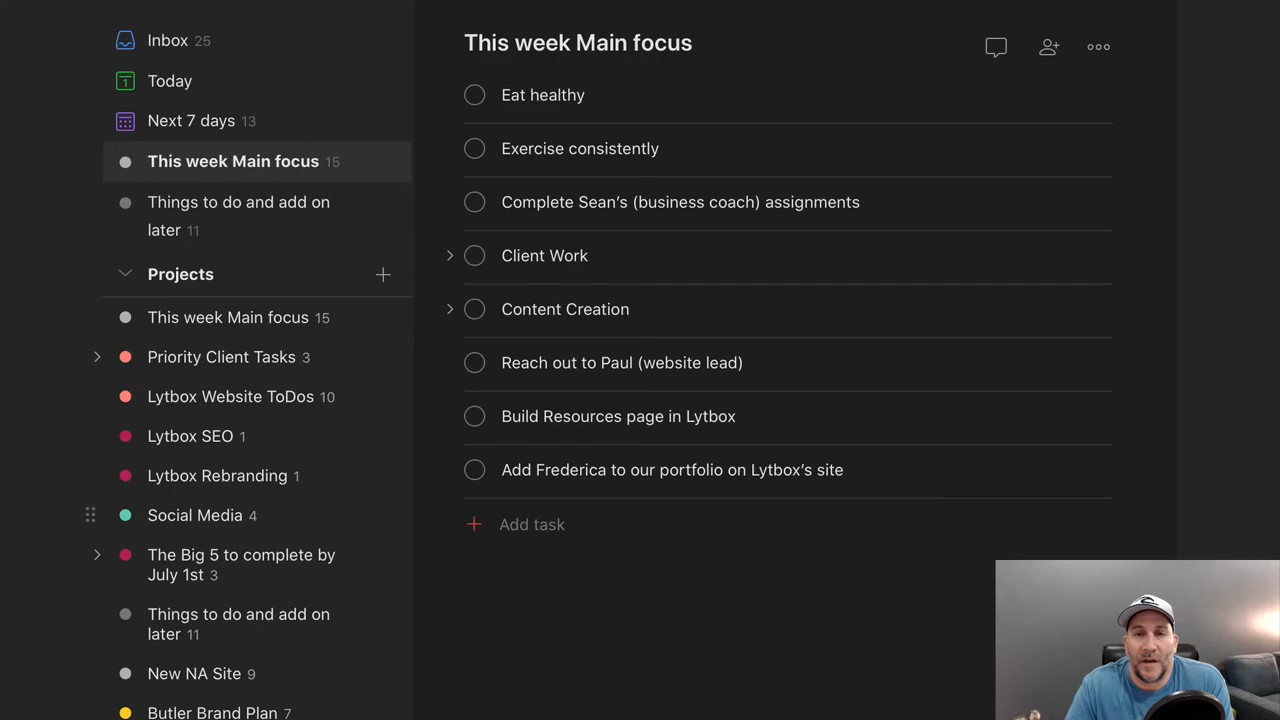 Inbox 25
1
Today
Next 7 days 13
This week Main focus 15
Things to do and add on
later 11
Projects
This week Main focus 15
Priority Client Tasks 3
Lytbox Website ToDos 10
Lytbox SEO 1
Lytbox Rebranding 1
Social Media 4
The Big 5 to complete by
July 1st 3
Things to do and add on
later 11
New NA Site 9
Butler Brand Plan 7
This week Main focus
Eat healthy
Exercise consistently
Complete Sean’s (business coach) assignments
Client Work
Content Creation
Reach out to Paul (website lead)
Build Resources page in Lytbox
Add Frederica to our portfolio on Lytbox’s site
Add task